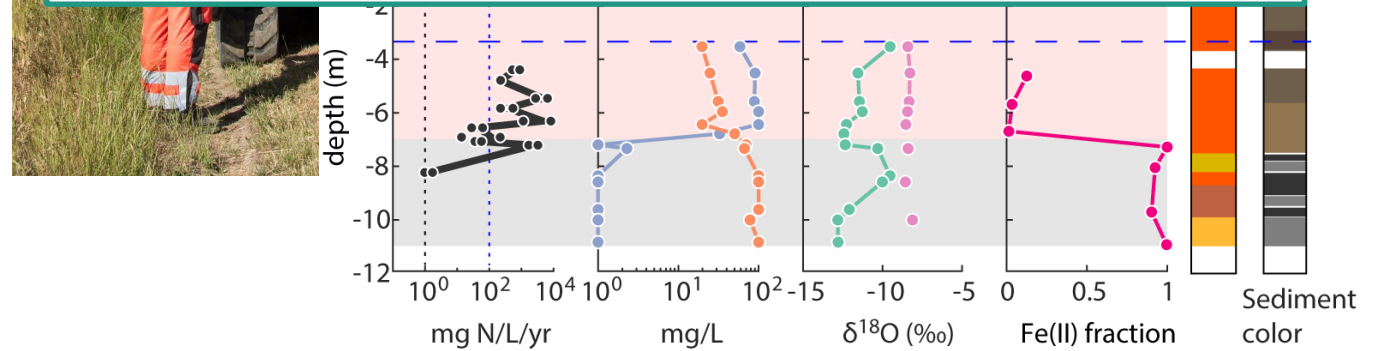 -2
-4
-6
-8
-10
-12
depth (m)
10⁰ 10² 10⁴ 10⁰ 10¹ 10² -15 -10 -5 0 0.5 1
mg N/L/yr mg/L δ¹⁸O (‰) Fe(II) fraction Sediment
color